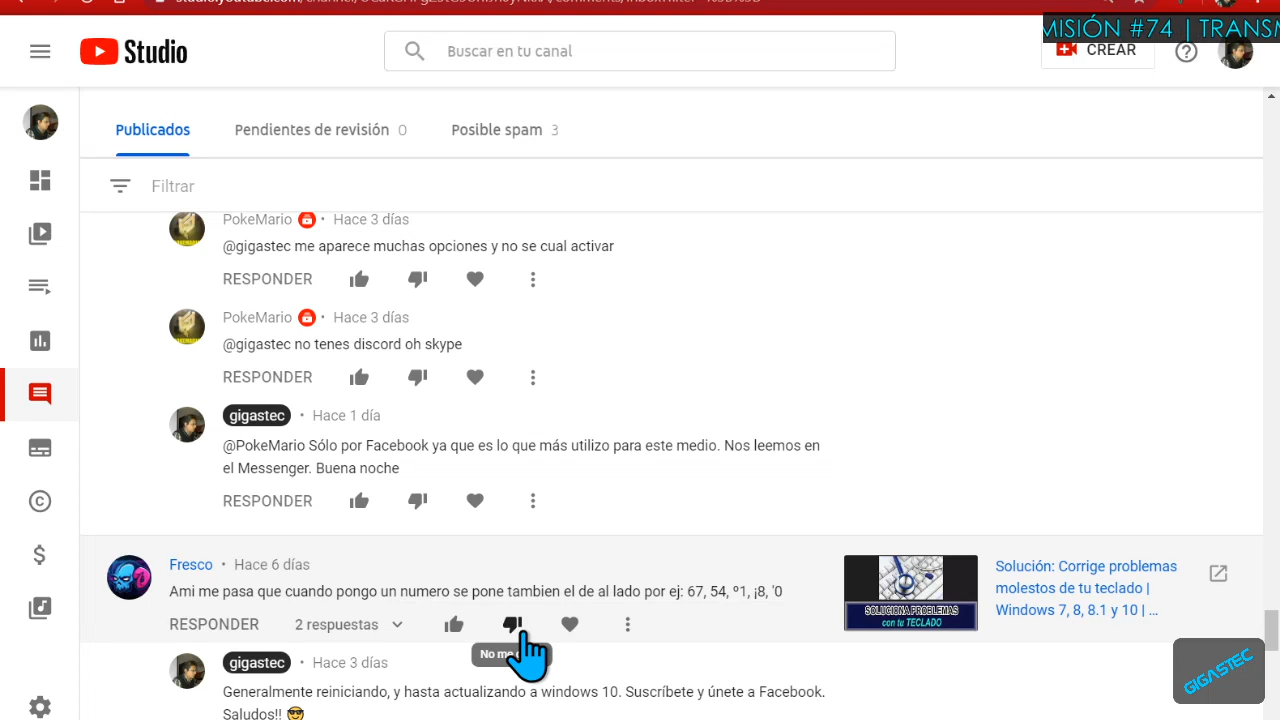 MISIÓN #74 | TRANSM
Studio
Buscar en tu canal
CREAR
Publicados
Pendientes de revisión 0
Posible spam 3
Filtrar
PokeMario • Hace 3 días
@gigastec me aparece muchas opciones y no se cual activar
RESPONDER
PokeMario • Hace 3 días
@gigastec no tenes discord oh skype
RESPONDER
gigastec • Hace 1 día
@PokeMario Sólo por Facebook ya que es lo que más utilizo para este medio. Nos leemos en
el Messenger. Buena noche
RESPONDER
Fresco • Hace 6 días
Ami me pasa que cuando pongo un numero se pone tambien el de al lado por ej: 67, 54, º1, ¡8, '0
RESPONDER 2 respuestas
No me
SOLUCIONA PROBLEMAS
con tu TECLADO
Solución: Corrige problemas
molestos de tu teclado |
Windows 7, 8, 8.1 y 10 | ...
gigastec • Hace 3 días
Generalmente reiniciando, y hasta actualizando a windows 10. Suscríbete y únete a Facebook.
Saludos!!
GIGASTEC